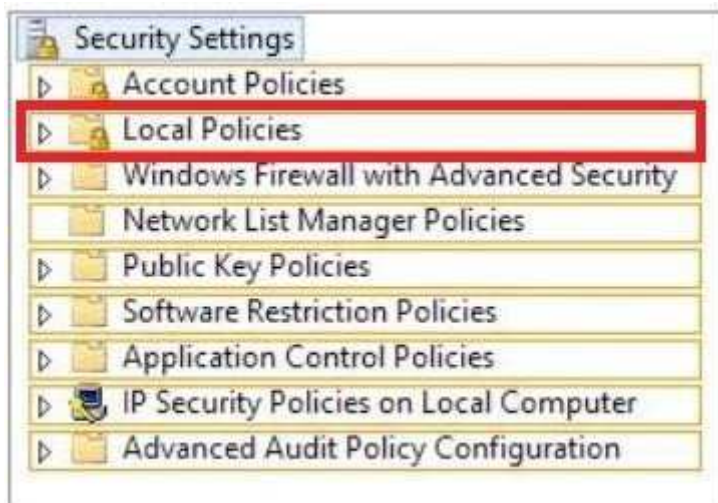 Security Settings
Account Policies
Local Policies
Windows Firewall with Advanced Security
Network List Manager Policies
Public Key Policies
Software Restriction Policies
Application Control Policies
IP Security Policies on Local Computer
Advanced Audit Policy Configuration